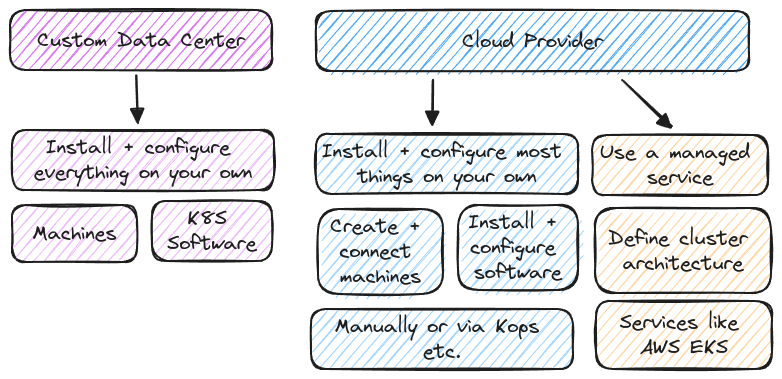 Custom Data Center
Cloud Provider
Install + configure
everything on your own
Machines
K8S
Software
Install + configure most
things on your own
Create +
connect
machines
Install +
configure
software
Manually or via Kops
etc.
Use a managed
service
Define cluster
architecture
Services like
AWS EKS